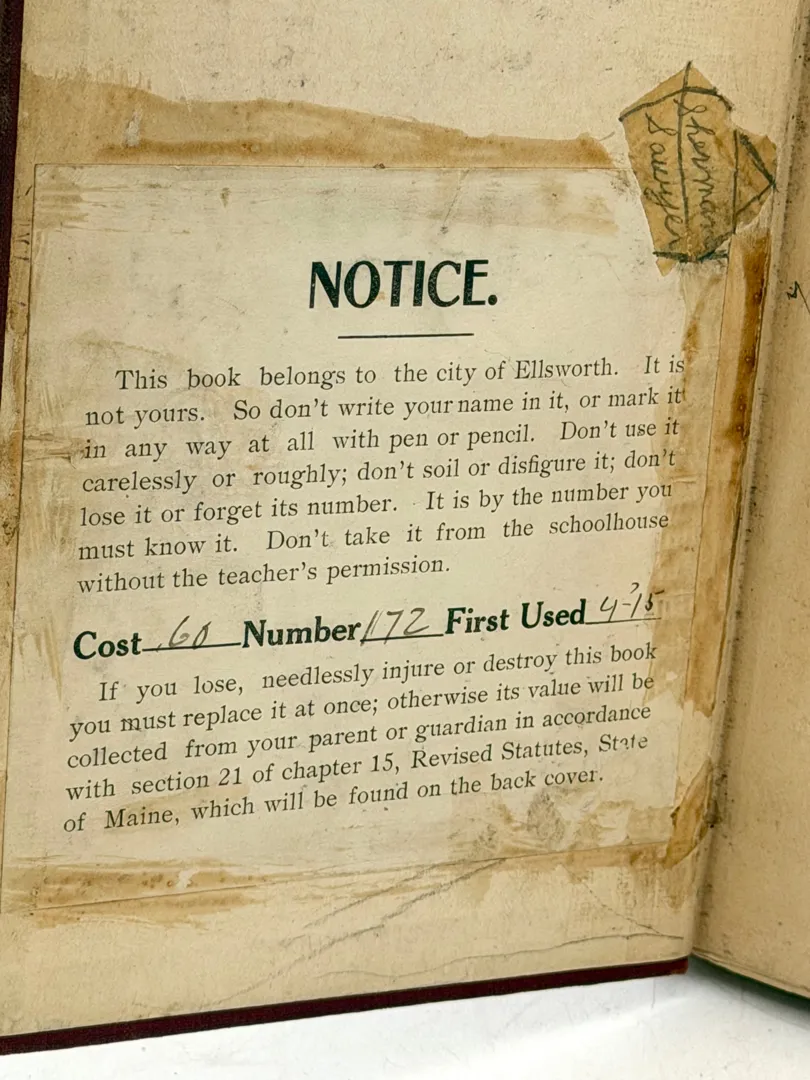 Sherman
Sawyer
NOTICE.
This book belongs to the city of Ellsworth. It is
not yours. So don't write your name in it, or mark it
in any way at all with pen or pencil. Don't use it
carelessly or roughly; don't soil or disfigure it; don't
lose it or forget its number. It is by the number you
must know it. Don't take it from the schoolhouse
without the teacher's permission.
Cost .60 Number 172 First Used 4-'15
If you lose, needlessly injure or destroy this book
you must replace it at once; otherwise its value will be
collected from your parent or guardian in accordance
with section 21 of chapter 15, Revised Statutes, State
of Maine, which will be found on the back cover.